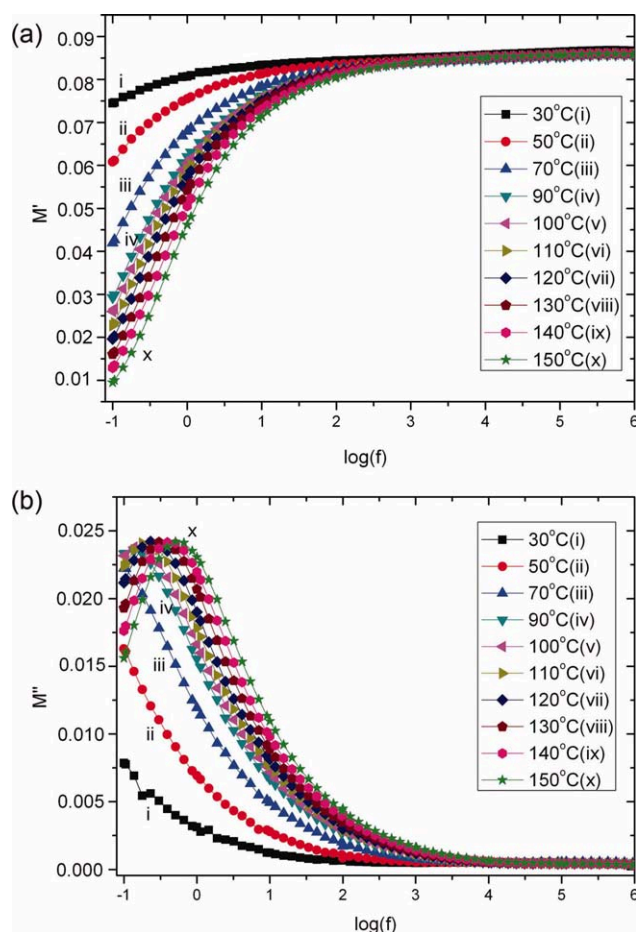 (a)
0.09
0.08
0.07
0.06
0.05
0.04
0.03
0.02
0.01
M'
i
ii
iii
iv
x
30°C(i)
50°C(ii)
70°C(iii)
90°C(iv)
100°C(v)
110°C(vi)
120°C(vii)
130°C(viii)
140°C(ix)
150°C(x)
-1 0 1 2 3 4 5 6
log(f)
(b)
0.025
0.020
0.015
0.010
0.005
0.000
M''
x
iv
iii
ii
i
30°C(i)
50°C(ii)
70°C(iii)
90°C(iv)
100°C(v)
110°C(vi)
120°C(vii)
130°C(viii)
140°C(ix)
150°C(x)
-1 0 1 2 3 4 5 6
log(f)